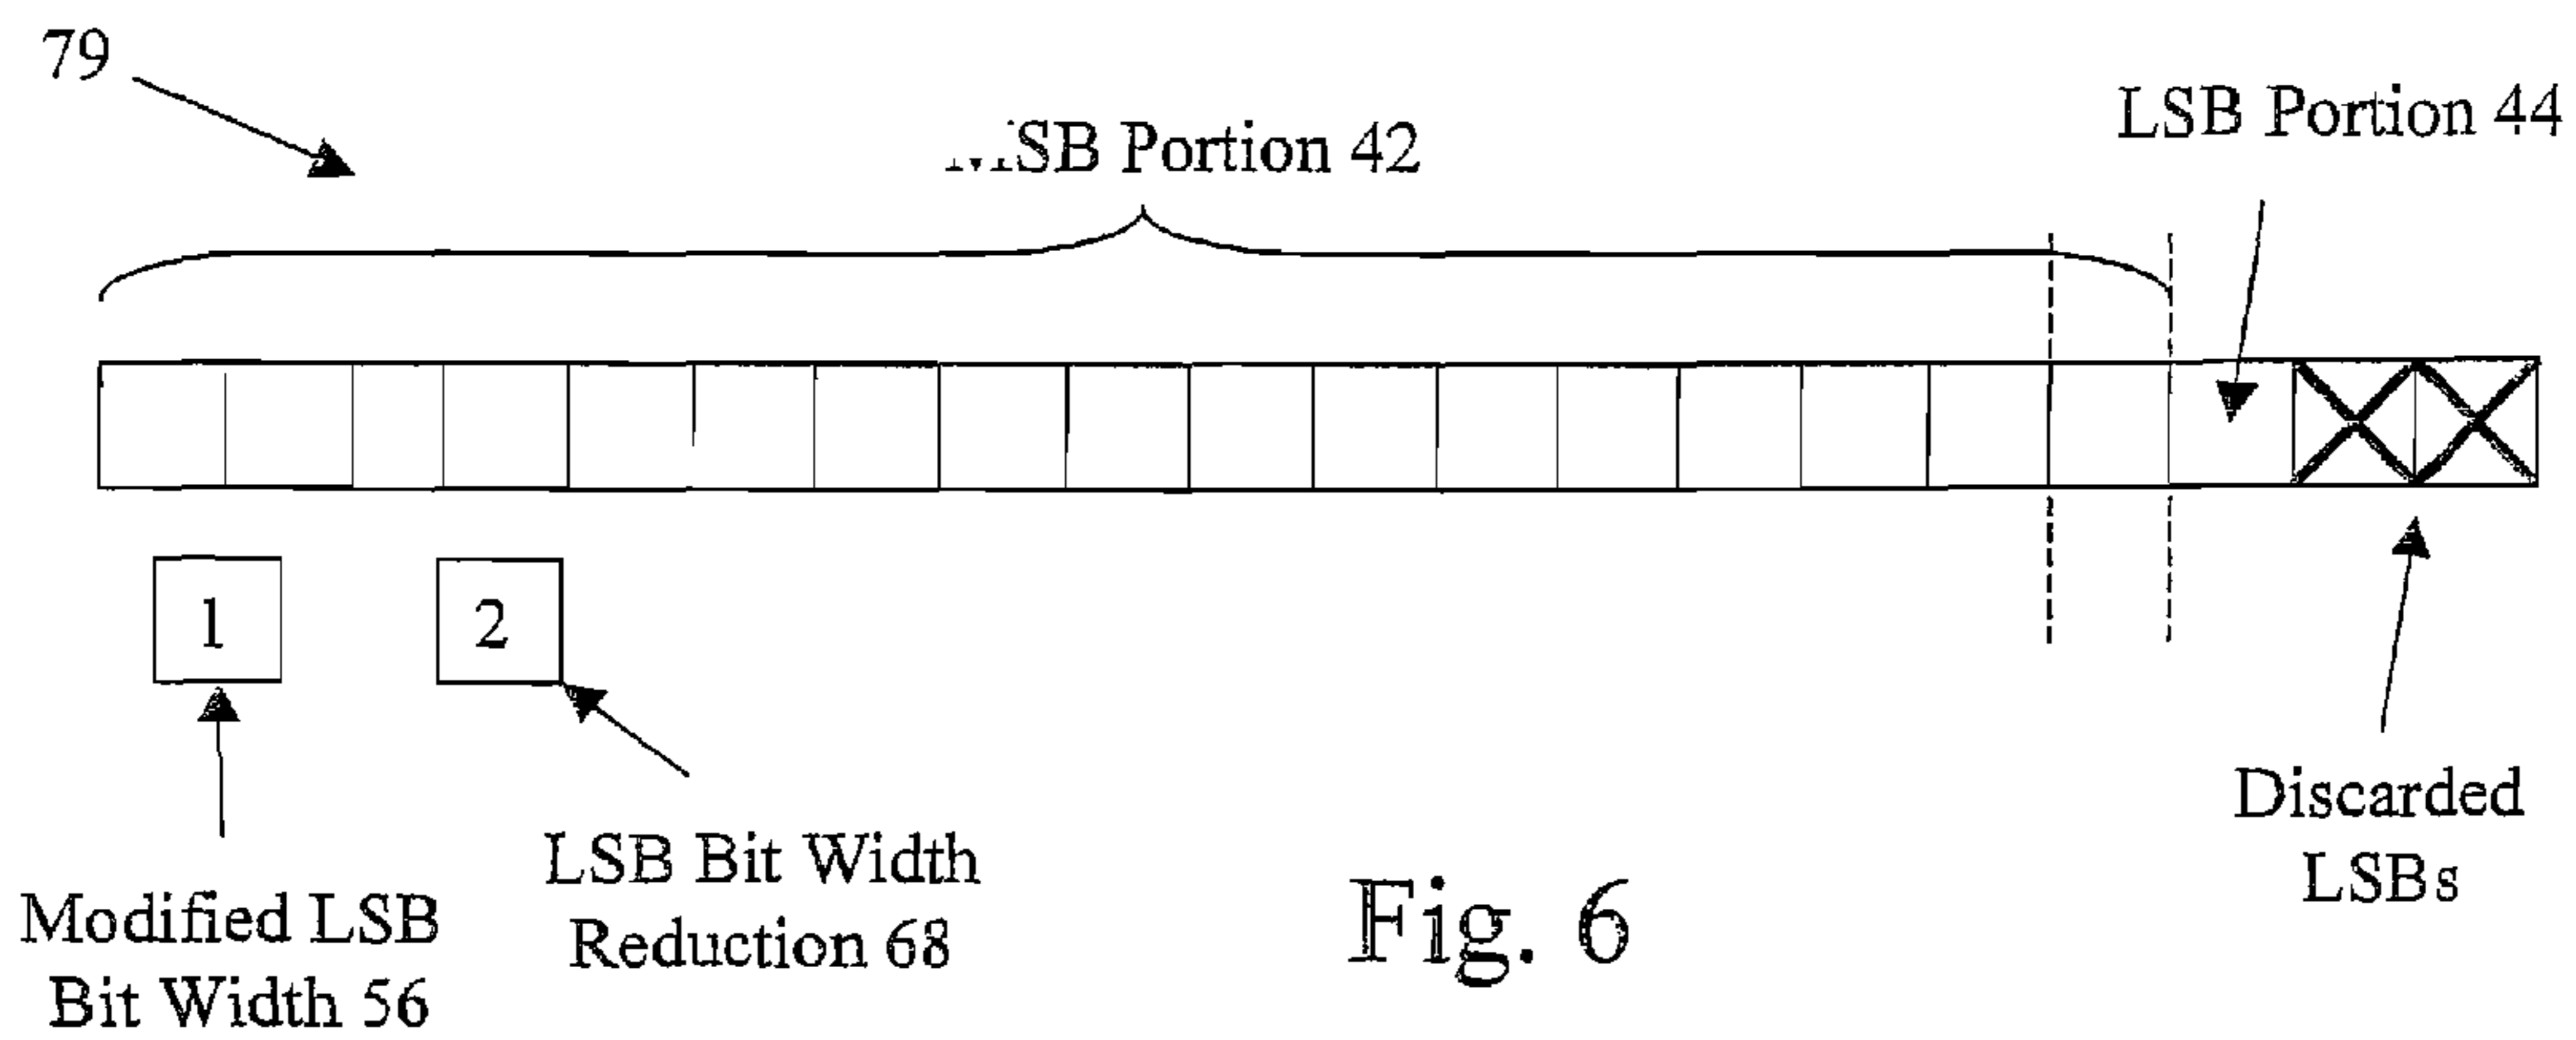 79
MSB Portion 42
LSB Portion 44
1
2
Modified LSB
Bit Width 56
LSB Bit Width
Reduction 68
Discarded
LSBs
Fig. 6